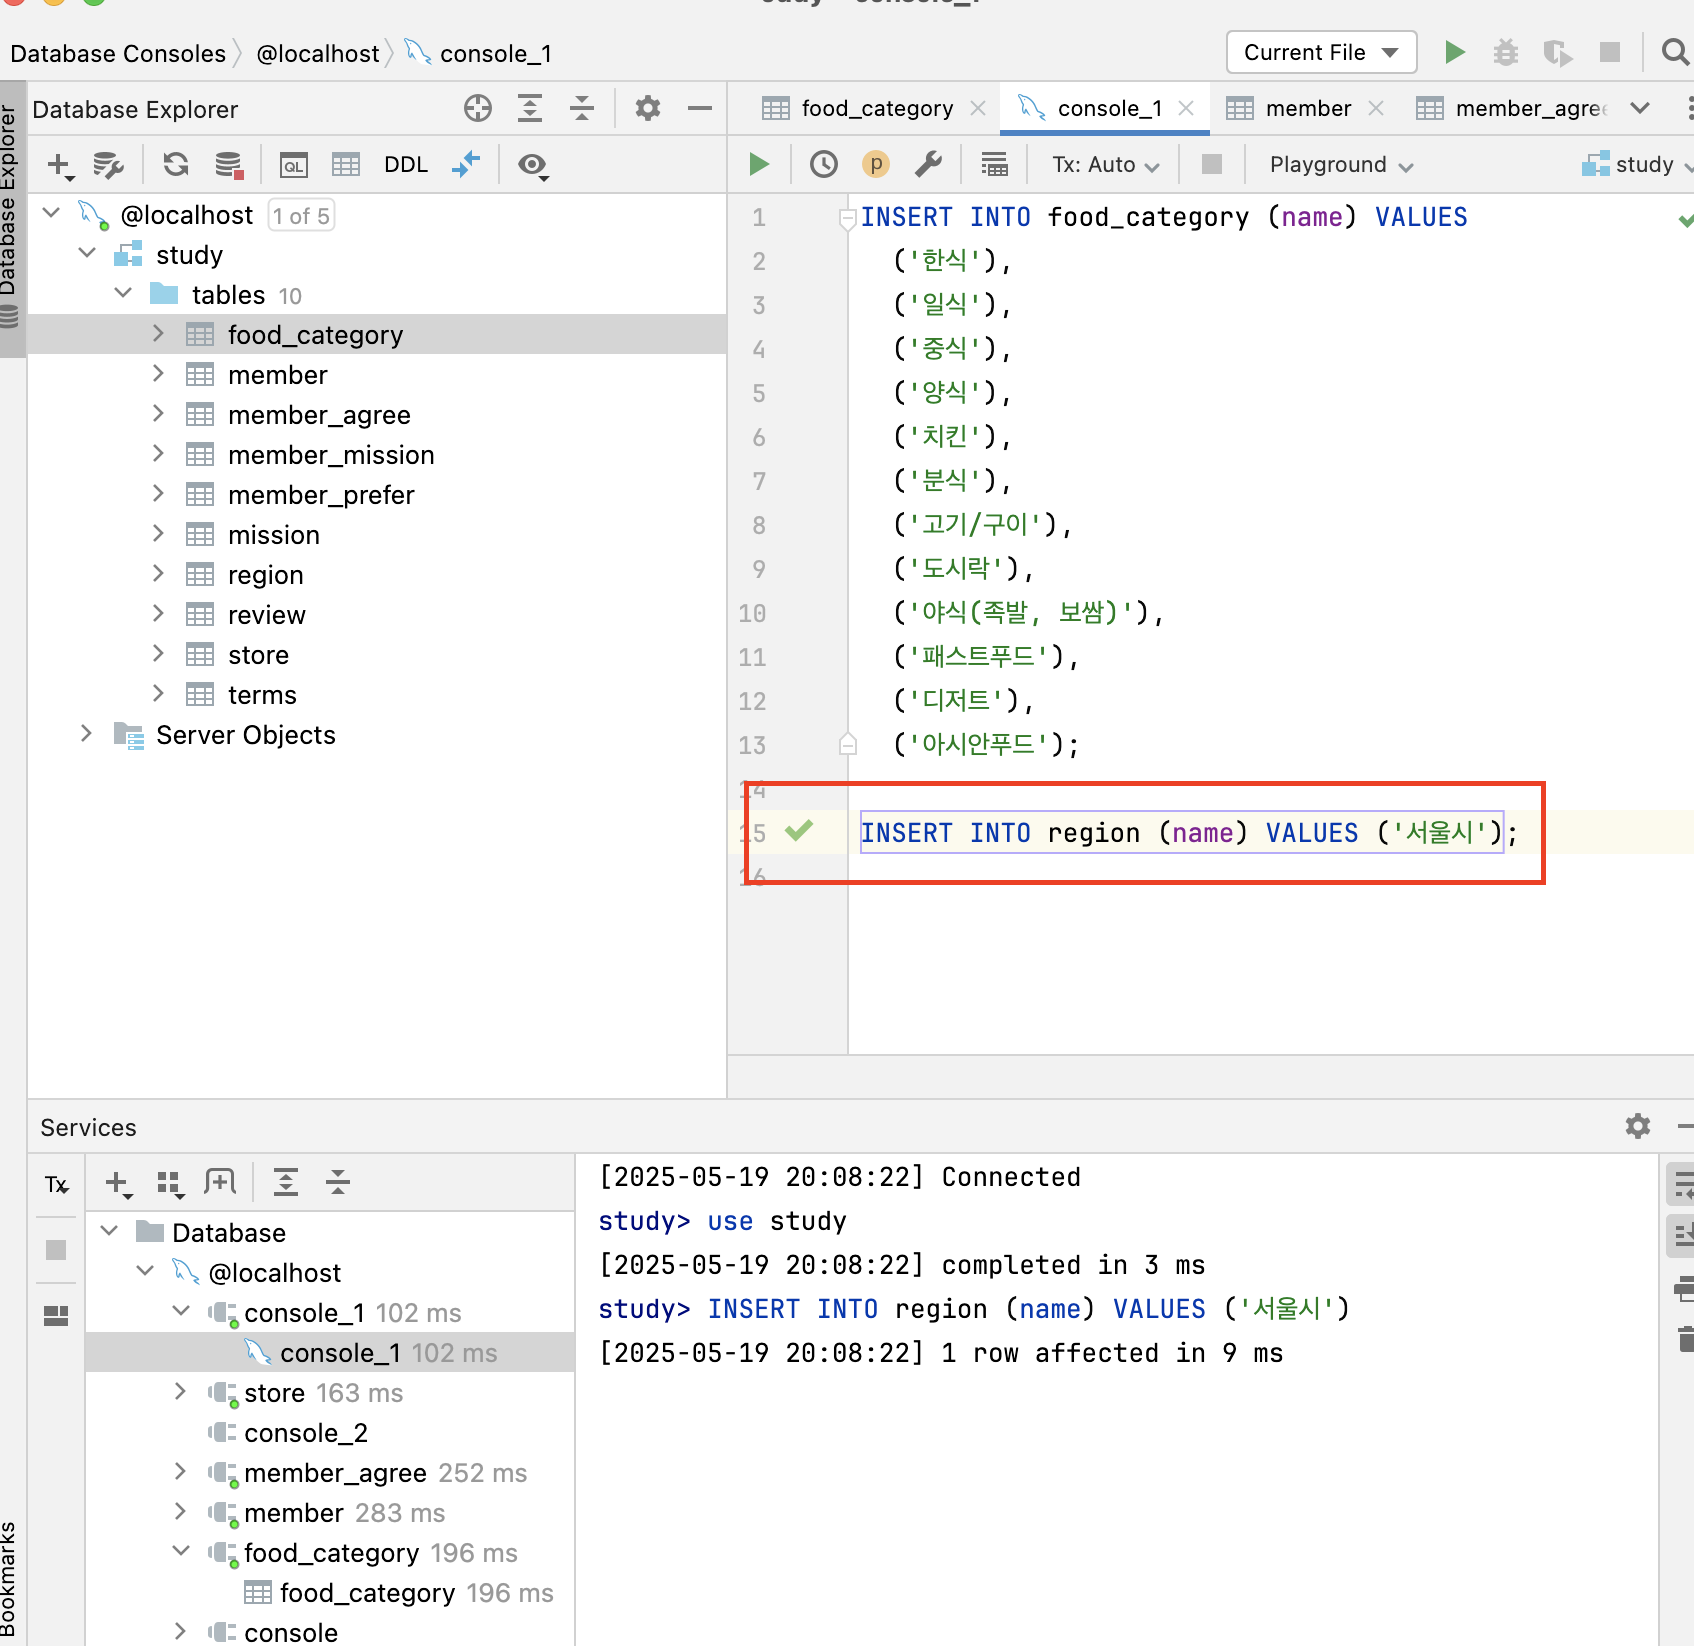 Database Consoles @localhost console_1
Current File
Database Explorer
food_category console_1 member member_agre
DDL
Tx: Auto Playground study
Database Explorer
@localhost 1 of 5
study
tables 10
food_category
member
member_agree
member_mission
member_prefer
mission
region
review
store
terms
Server Objects
1 INSERT INTO food_category (name) VALUES
2 ('한식'),
3 ('일식'),
4 ('중식'),
5 ('양식'),
6 ('치킨'),
7 ('분식'),
8 ('고기/구이'),
9 ('도시락'),
10 ('야식(족발, 보쌈)'),
11 ('패스트푸드'),
12 ('디저트'),
13 ('아시안푸드');
14
15 INSERT INTO region (name) VALUES ('서울시');
16
Services
Tx
Database
@localhost
console_1 102 ms
console_1 102 ms
store 163 ms
console_2
member_agree 252 ms
member 283 ms
food_category 196 ms
food_category 196 ms
console
[2025-05-19 20:08:22] Connected
study> use study
[2025-05-19 20:08:22] completed in 3 ms
study> INSERT INTO region (name) VALUES ('서울시')
[2025-05-19 20:08:22] 1 row affected in 9 ms
Bookmarks